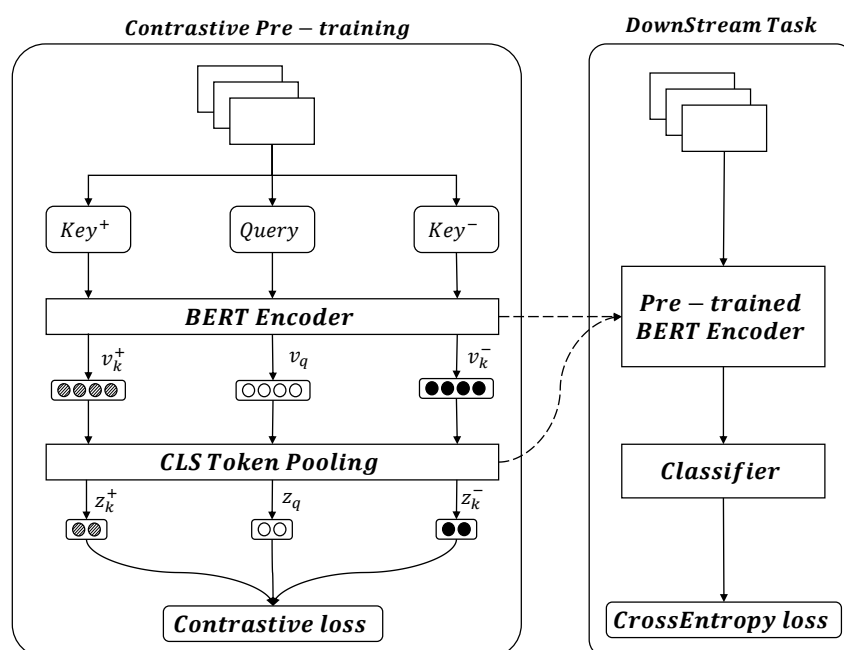 Contrastive Pre − training
Key⁺
Query
Key⁻
BERT Encoder
v_k^+
v_q
v_k^-
CLS Token Pooling
z_k^+
z_q
z_k^-
Contrastive loss
DownStream Task
Pre − trained
BERT Encoder
Classifier
CrossEntropy loss